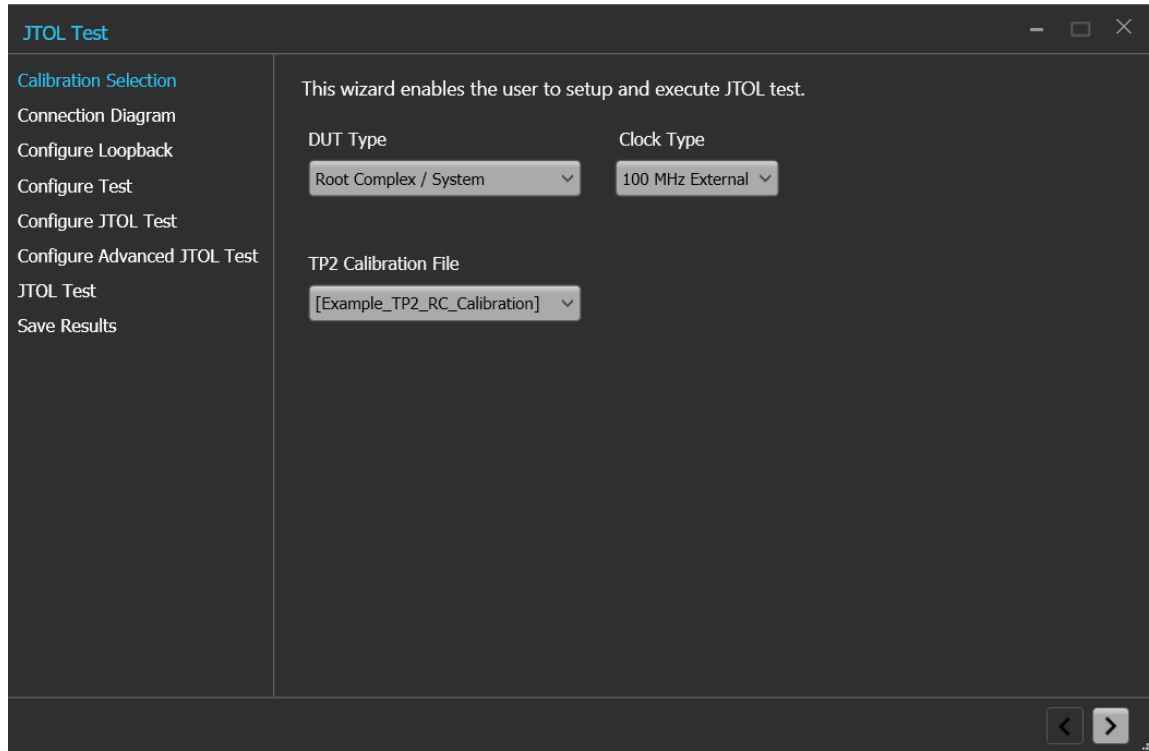 JTOL Test
Calibration Selection
Connection Diagram
Configure Loopback
Configure Test
Configure JTOL Test
Configure Advanced JTOL Test
JTOL Test
Save Results
This wizard enables the user to setup and execute JTOL test.
DUT Type
Clock Type
Root Complex / System
100 MHz External
TP2 Calibration File
[Example_TP2_RC_Calibration]